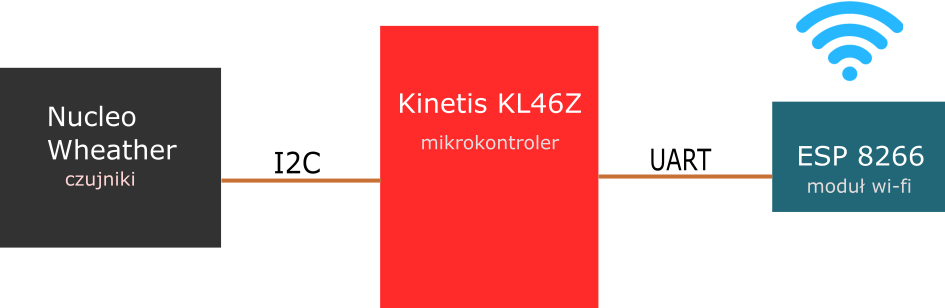 Nucleo
Wheather
czujniki
I2C
Kinetis KL46Z
mikrokontroler
UART
ESP 8266
moduł wi-fi